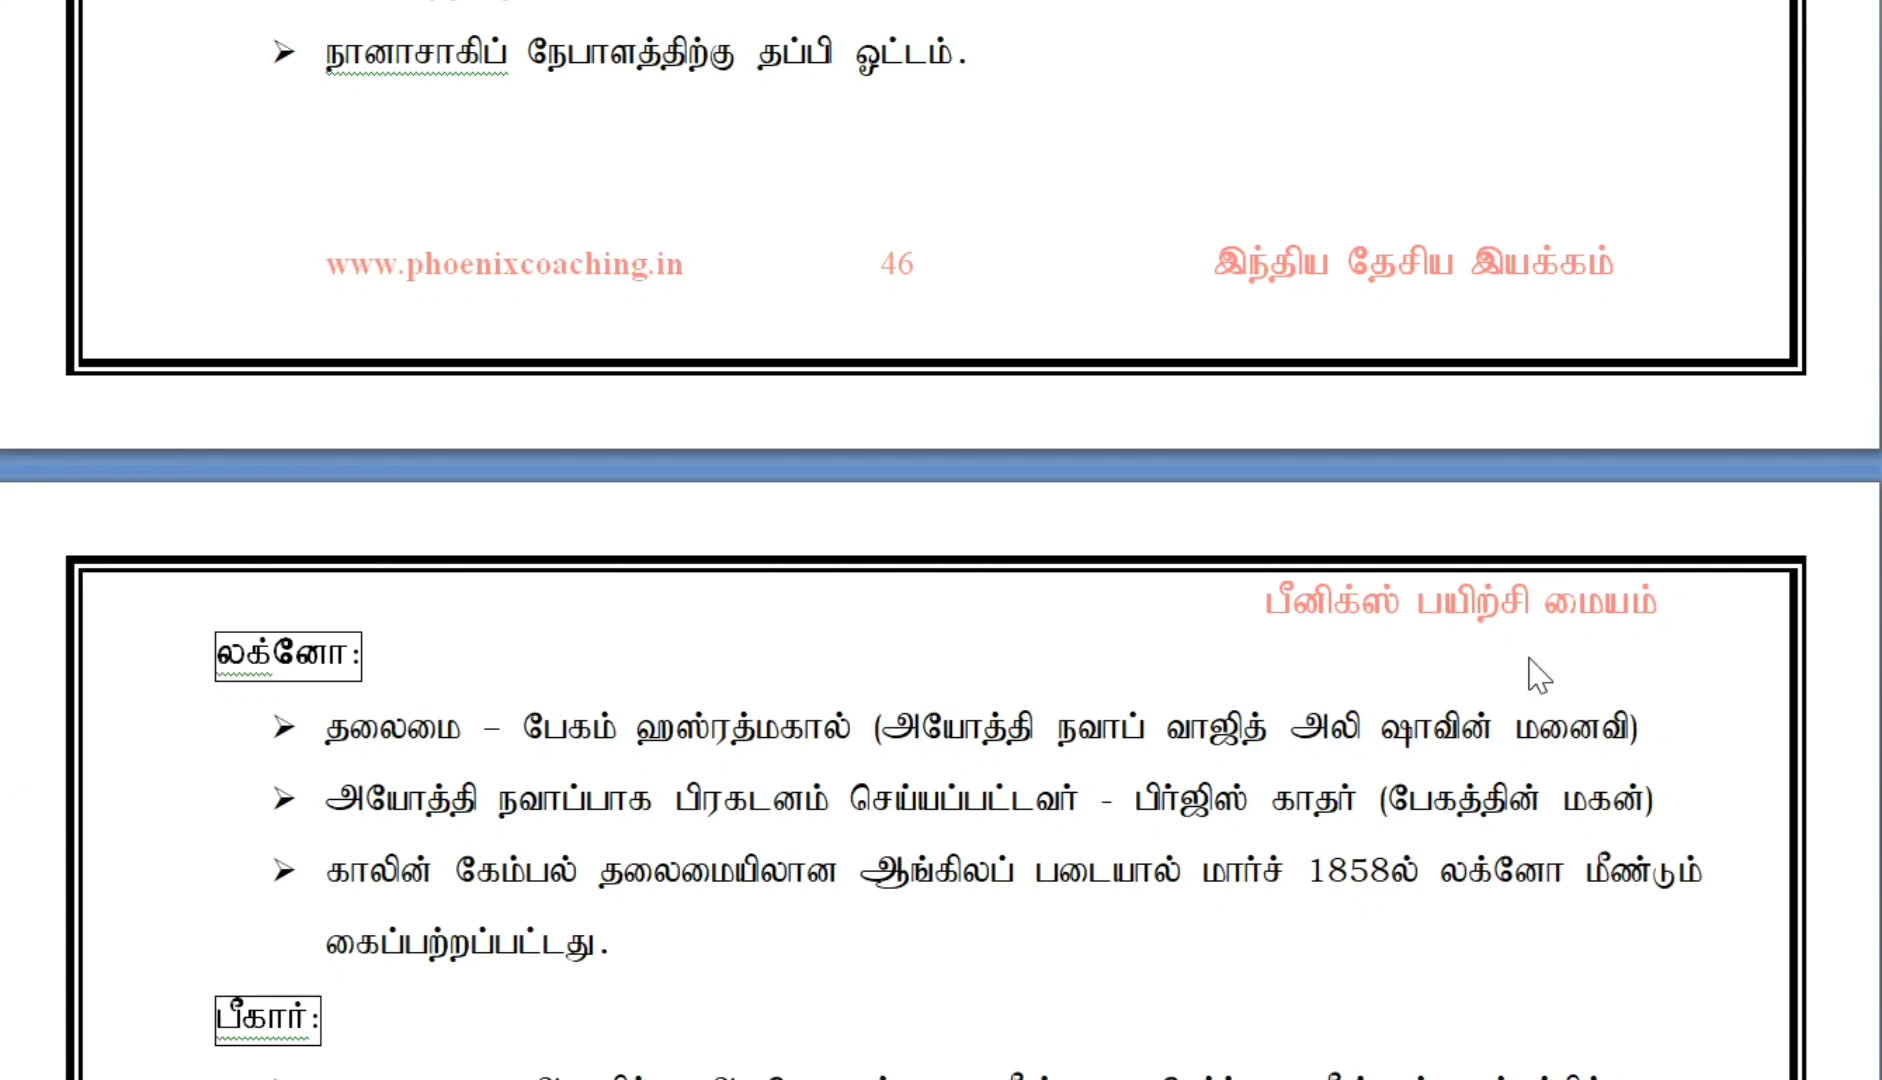 ➢ நானாசாகிப் நேபாளத்திற்கு தப்பி ஓட்டம்.
www.phoenixcoaching.in 46 இந்திய தேசிய இயக்கம்
பீனிக்ஸ் பயிற்சி மையம்
லக்னோ:
➢ தலைமை – பேகம் ஹஸ்ரத்மகால் (அயோத்தி நவாப் வாஜித் அலி ஷாவின் மனைவி)
➢ அயோத்தி நவாப்பாக பிரகடனம் செய்யப்பட்டவர் - பிர்ஜிஸ் காதர் (பேகத்தின் மகன்)
➢ காலின் கேம்பல் தலைமையிலான ஆங்கிலப் படையால் மார்ச் 1858ல் லக்னோ மீண்டும்
கைப்பற்றப்பட்டது.
பீகார்: